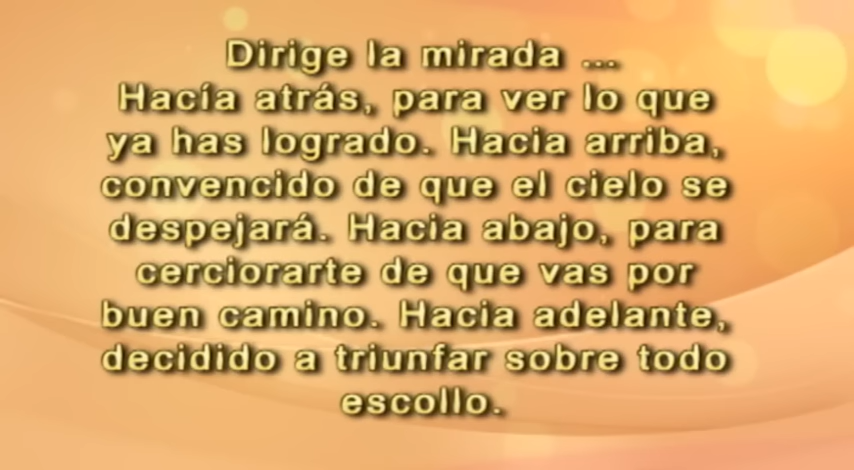 Dirige la mirada ...
Hacía atrás, para ver lo que
ya has logrado. Hacia arriba,
convencido de que el cielo se
despejará. Hacia abajo, para
cerciorarte de que vas por
buen camino. Hacia adelante,
decidido a triunfar sobre todo
escollo.